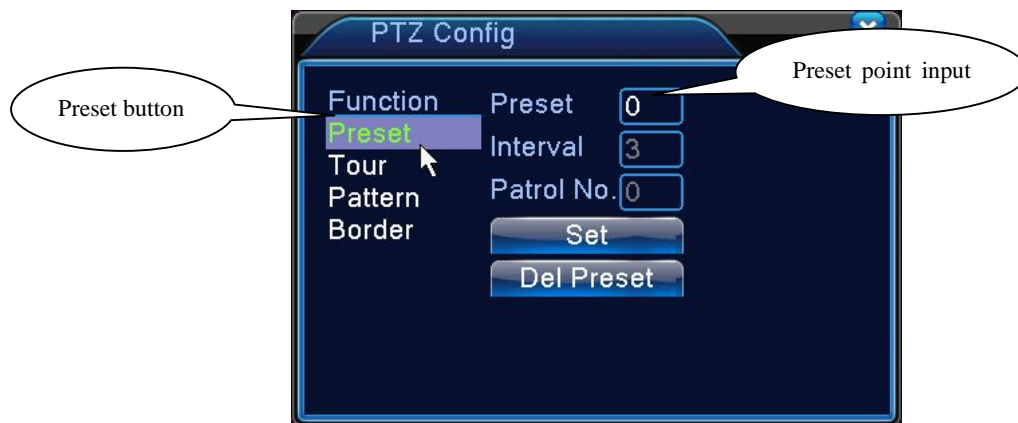 PTZ Config
Preset point input
Preset button
Function
Preset
Tour
Pattern
Border
Preset 0
Interval 3
Patrol No. 0
Set
Del Preset